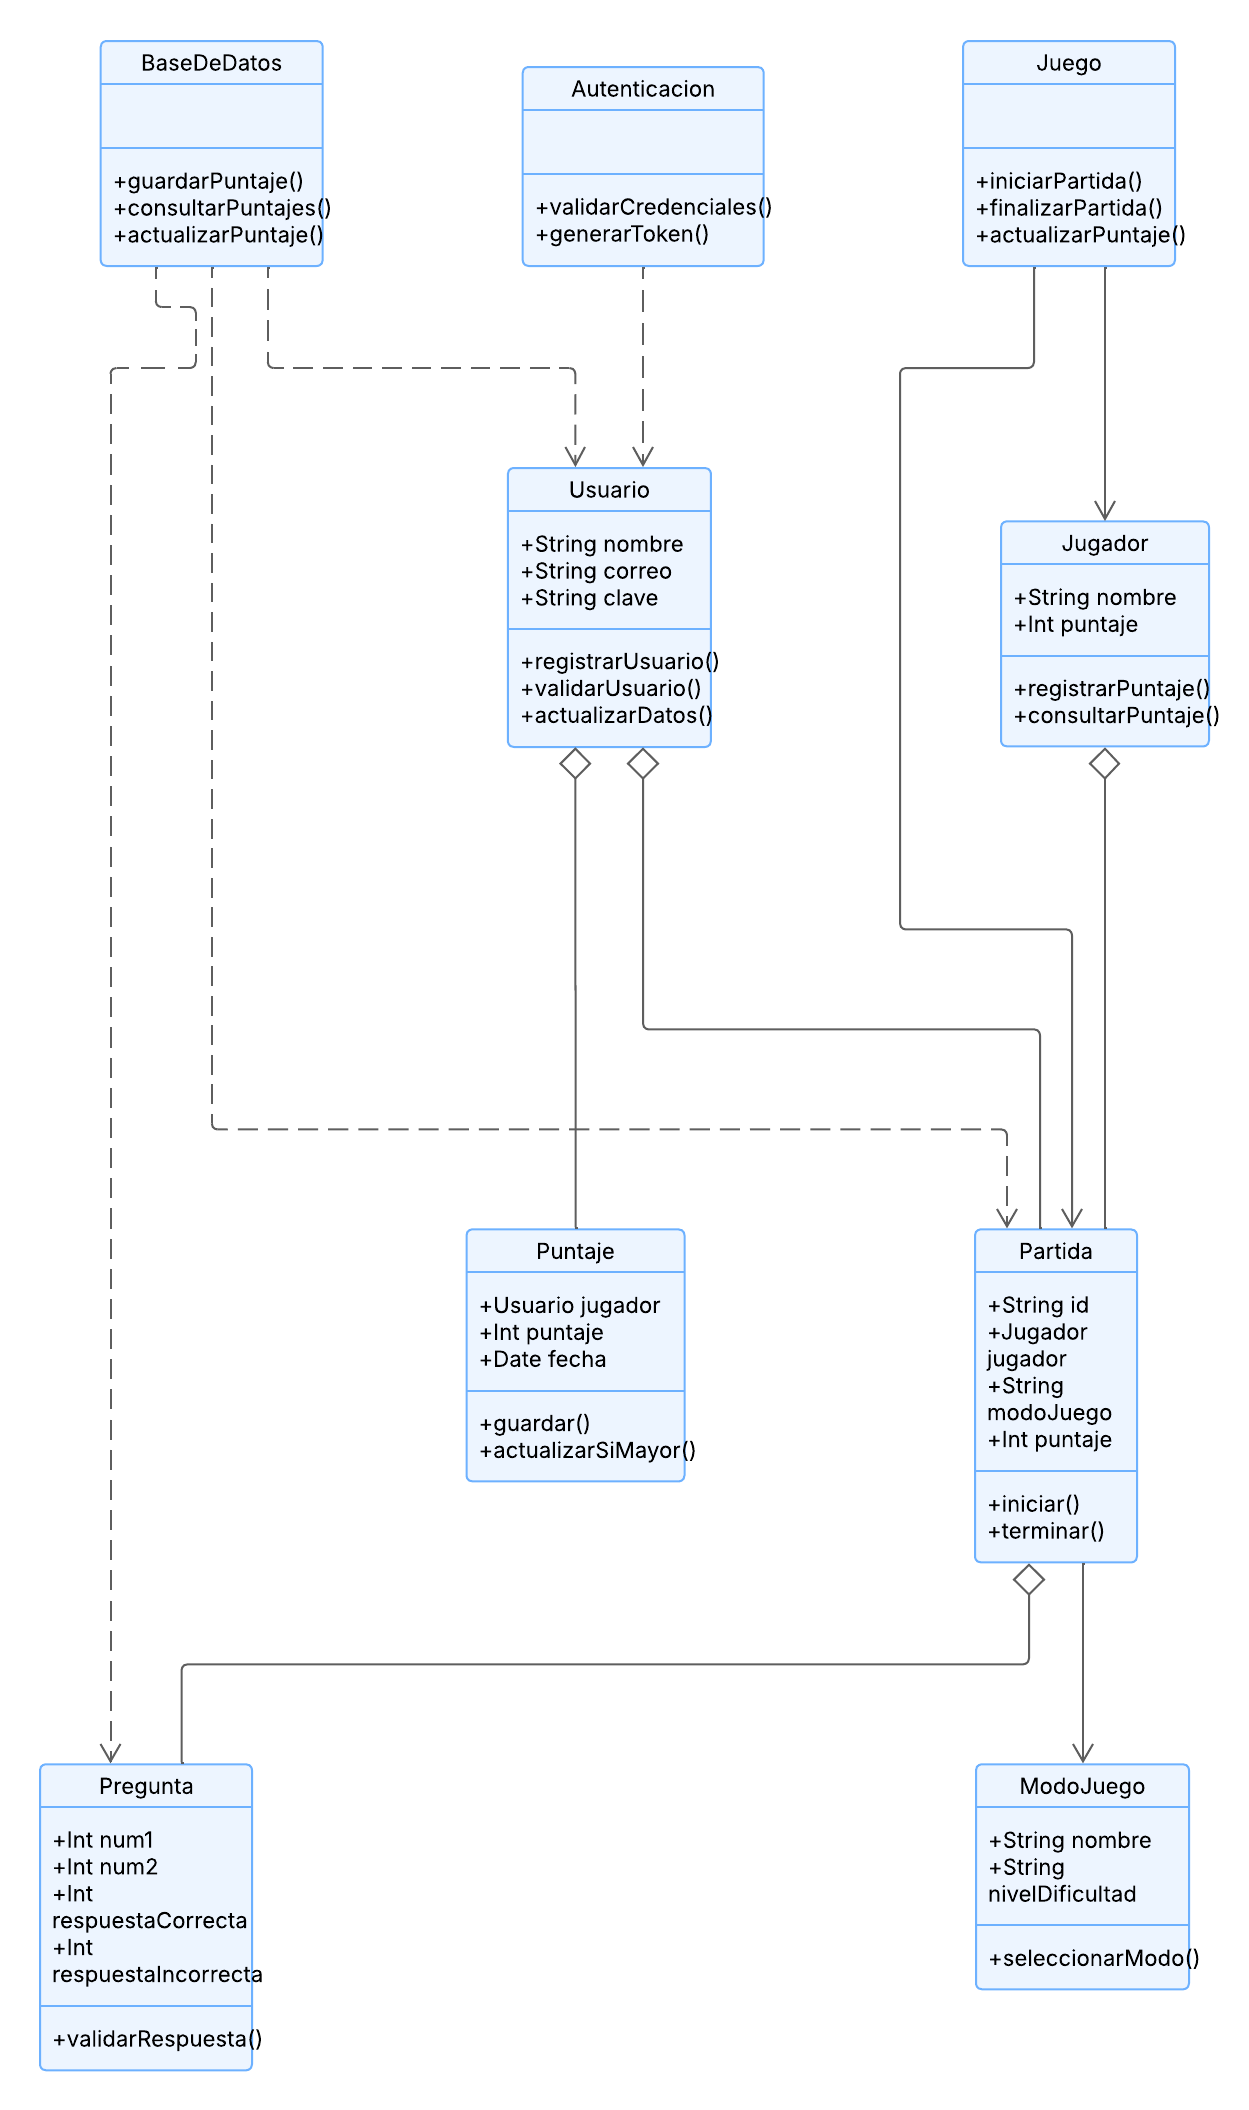 BaseDeDatos
+guardarPuntaje()
+consultarPuntajes()
+actualizarPuntaje()
Autenticacion
+validarCredenciales()
+generarToken()
Juego
+iniciarPartida()
+finalizarPartida()
+actualizarPuntaje()
Usuario
+String nombre
+String correo
+String clave
+registrarUsuario()
+validarUsuario()
+actualizarDatos()
Jugador
+String nombre
+Int puntaje
+registrarPuntaje()
+consultarPuntaje()
Puntaje
+Usuario jugador
+Int puntaje
+Date fecha
+guardar()
+actualizarSiMayor()
Partida
+String id
+Jugador
jugador
+String
modoJuego
+Int puntaje
+iniciar()
+terminar()
Pregunta
+Int num1
+Int num2
+Int
respuestaCorrecta
+Int
respuestaIncorrecta
+validarRespuesta()
ModoJuego
+String nombre
+String
nivelDificultad
+seleccionarModo()